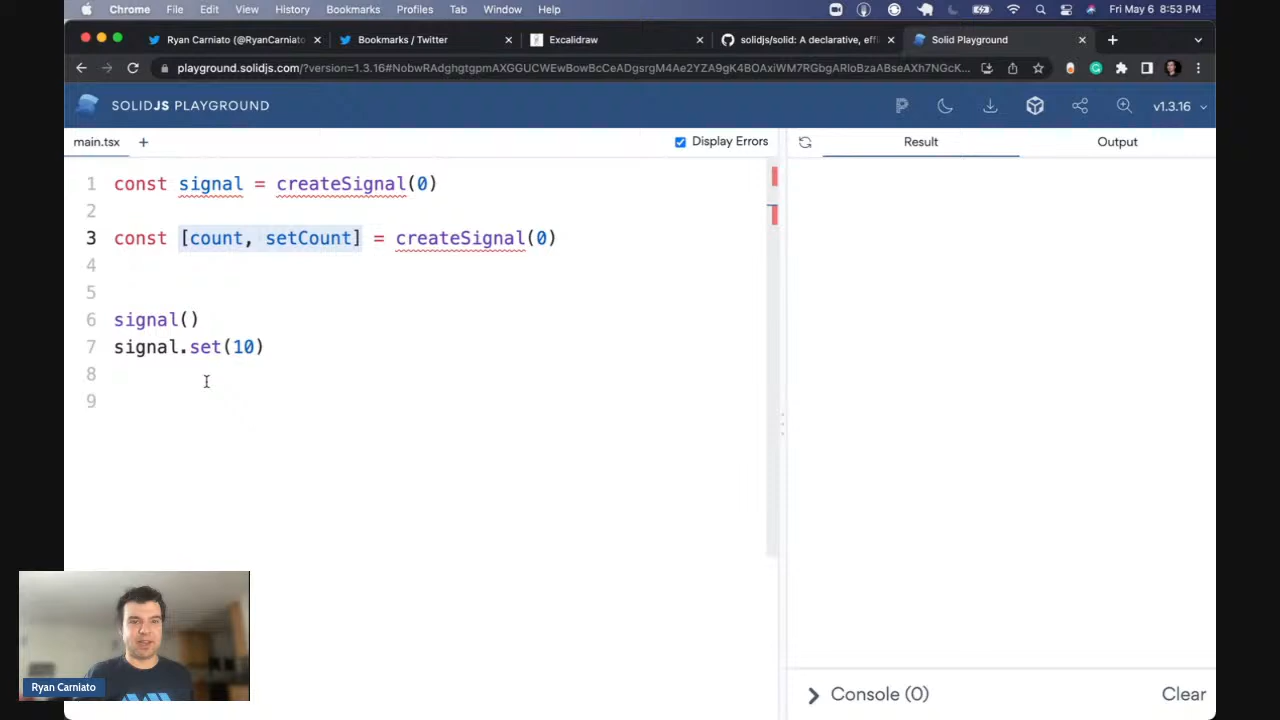 Chrome File Edit View History Bookmarks Profiles Tab Window Help Fri May 6 8:53 PM
Ryan Carniato (@RyanCarniato Bookmarks / Twitter Excalidraw solidjs/solid: A declarative, effi Solid Playground
playground.solidjs.com/?version=1.3.16#NobwRAdghgtgpmAXGGUCWEwBowBcCeADgsrgM4Ae2YZA9gK4BOAxiWM7RGbgARloBzaABseAXh7NGcK...
SOLIDJS PLAYGROUND v1.3.16
main.tsx + Display Errors Result Output
1 const signal = createSignal(0)
2
3 const [count, setCount] = createSignal(0)
4
5
6 signal()
7 signal.set(10)
8
9
Ryan Carniato
Console (0) Clear